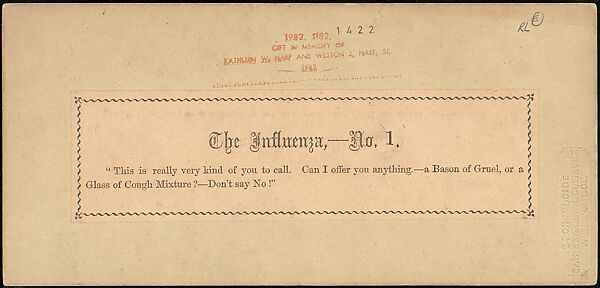 1982. 1182. 1422
GIFT IN MEMORY OF
KATHLEEN W. NAEF AND WESTON J. NAEF, SR.
1982
RL
The Influenza,—No. 1.
"This is really very kind of you to call. Can I offer you anything.—a Bason of Gruel, or a
Glass of Cough Mixture?—Don't say No!"